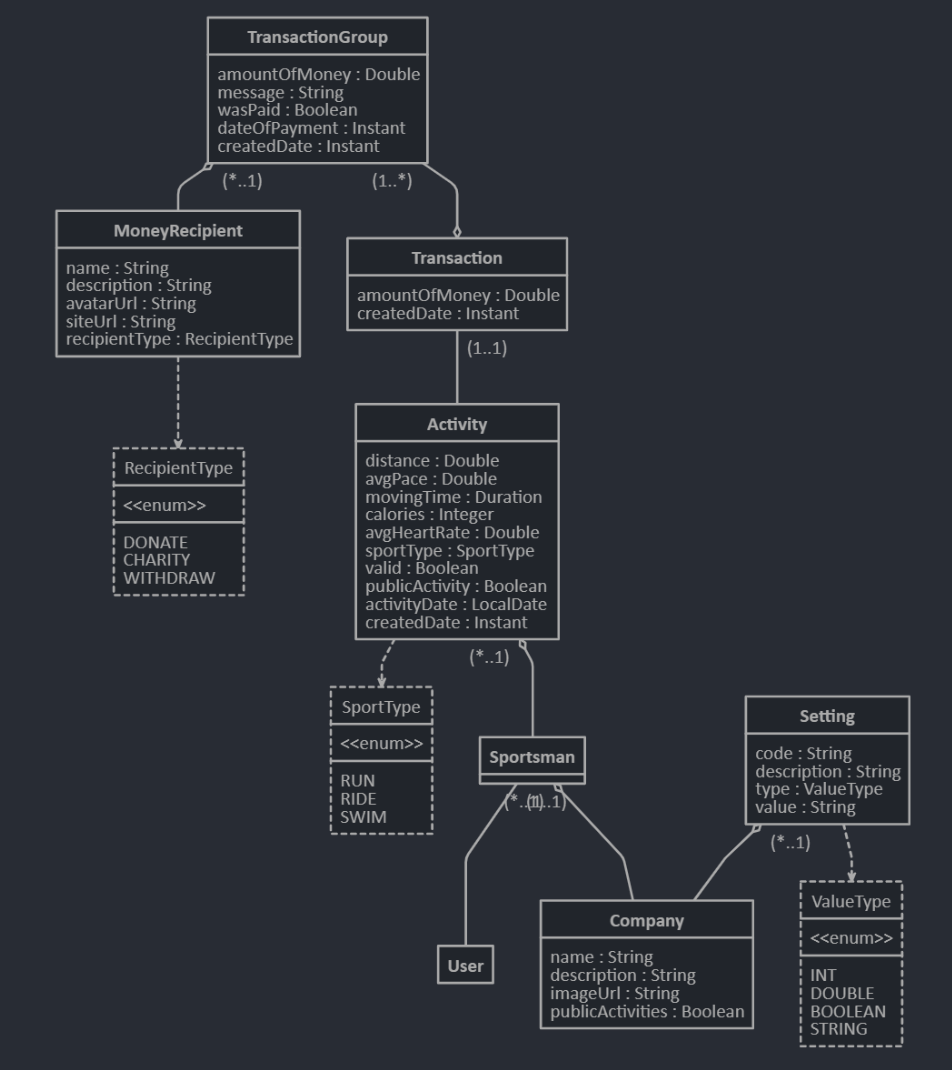 TransactionGroup
amountOfMoney : Double
message : String
wasPaid : Boolean
dateOfPayment : Instant
createdDate : Instant
(*..1)
(1..*)
MoneyRecipient
name : String
description : String
avatarUrl : String
siteUrl : String
recipientType : RecipientType
Transaction
amountOfMoney : Double
createdDate : Instant
(1..1)
Activity
distance : Double
avgPace : Double
movingTime : Duration
calories : Integer
avgHeartRate : Double
sportType : SportType
valid : Boolean
publicActivity : Boolean
activityDate : LocalDate
createdDate : Instant
RecipientType
<<enum>>
DONATE
CHARITY
WITHDRAW
(*..1)
SportType
<<enum>>
RUN
RIDE
SWIM
Sportsman
Setting
code : String
description : String
type : ValueType
value : String
(*..1)
ValueType
<<enum>>
INT
DOUBLE
BOOLEAN
STRING
User
Company
name : String
description : String
imageUrl : String
publicActivities : Boolean